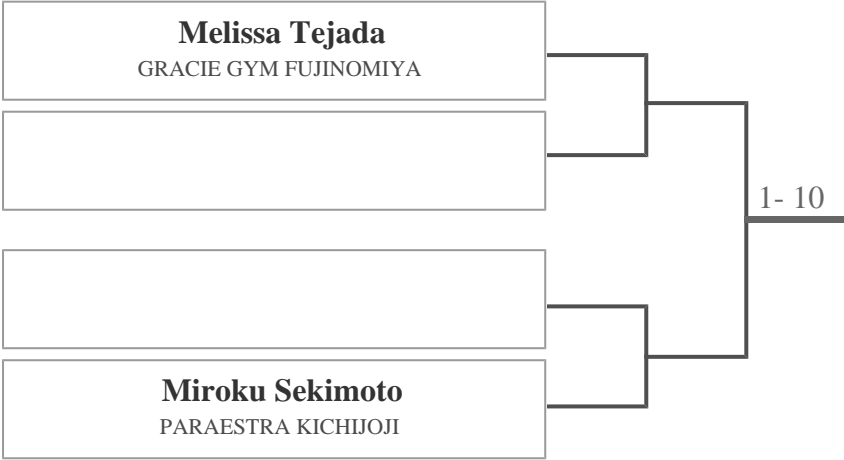 Melissa Tejada
GRACIE GYM FUJINOMIYA
1- 10
Miroku Sekimoto
PARAESTRA KICHIJOJI